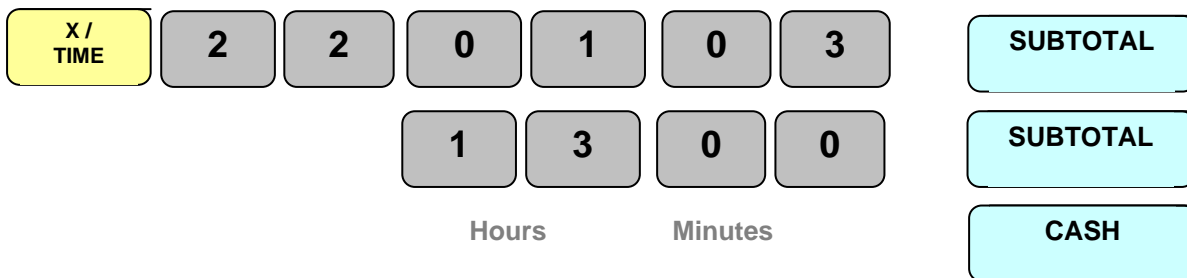 X / TIME 2 2 0 1 0 3 SUBTOTAL
1 3 0 0 SUBTOTAL
Hours Minutes CASH